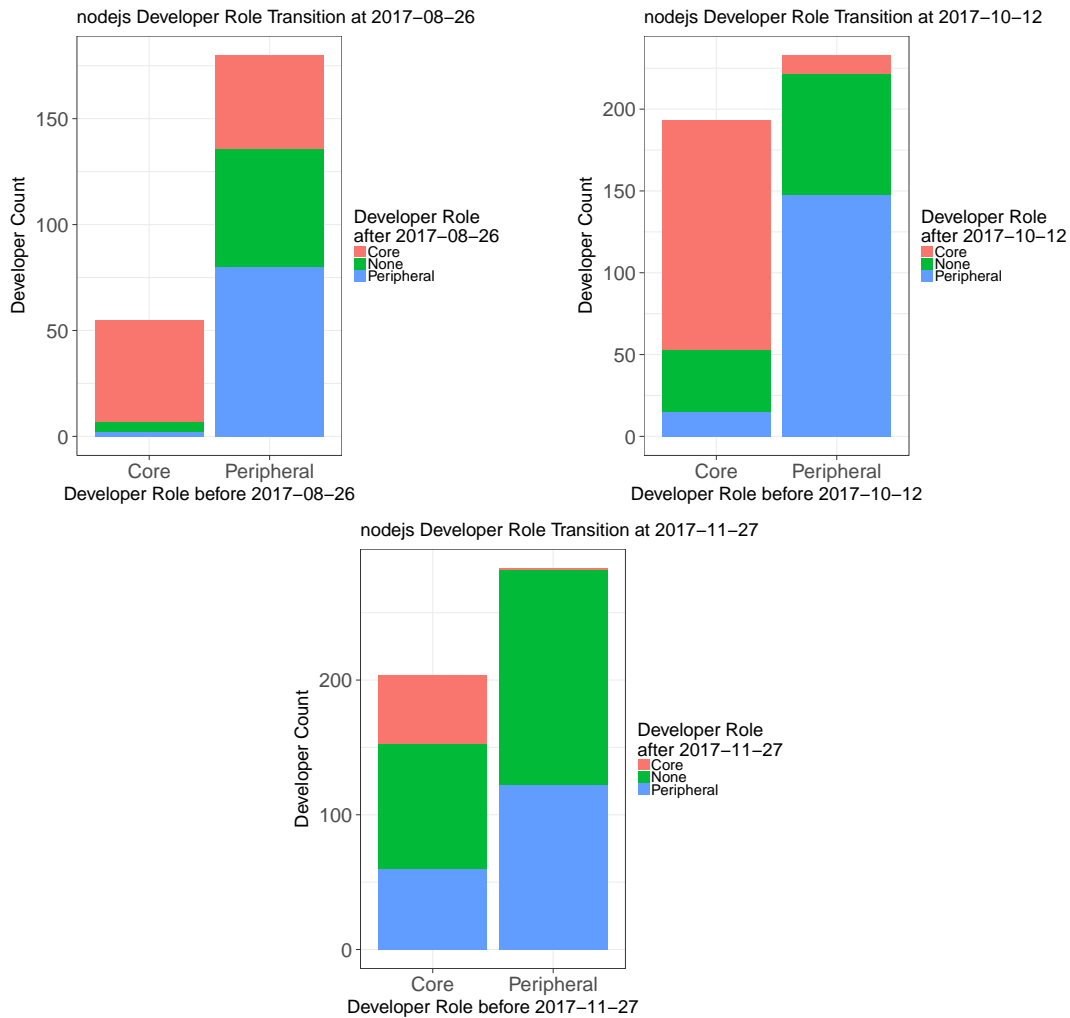 nodejs Developer Role Transition at 2017−08−26
150
100
50
0
Developer Count
Core Peripheral
Developer Role before 2017−08−26
Developer Role
after 2017−08−26
Core
None
Peripheral
nodejs Developer Role Transition at 2017−10−12
200
150
100
50
0
Developer Count
Core Peripheral
Developer Role before 2017−10−12
Developer Role
after 2017−10−12
Core
None
Peripheral
nodejs Developer Role Transition at 2017−11−27
200
100
0
Developer Count
Core Peripheral
Developer Role before 2017−11−27
Developer Role
after 2017−11−27
Core
None
Peripheral